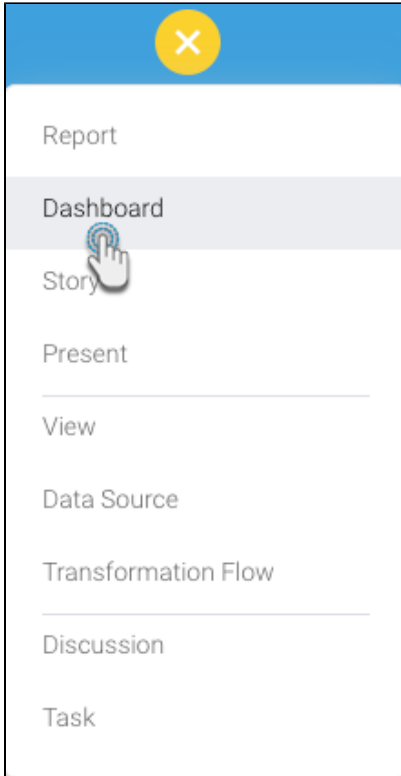 Report
Dashboard
Story
Present
View
Data Source
Transformation Flow
Discussion
Task